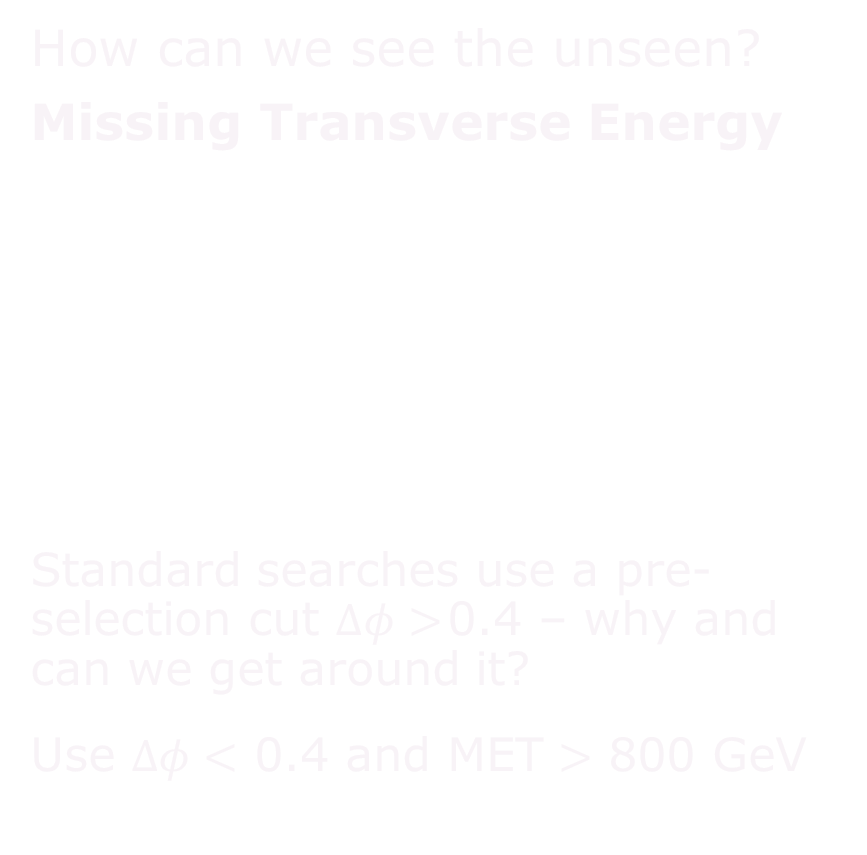 How can we see the unseen?
Missing Transverse Energy
Standard searches use a pre-
selection cut Δϕ >0.4 – why and
can we get around it?
Use Δϕ < 0.4 and MET > 800 GeV